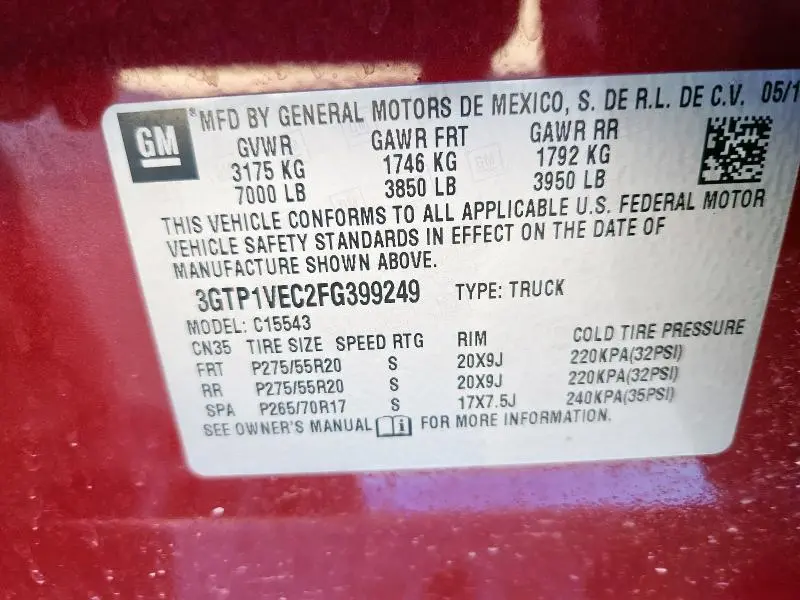 GM ® MFD BY GENERAL MOTORS DE MEXICO, S. DE R.L. DE C.V. 05/1
GVWR GAWR FRT GAWR RR
3175 KG 1746 KG 1792 KG
7000 LB 3850 LB 3950 LB
THIS VEHICLE CONFORMS TO ALL APPLICABLE U.S. FEDERAL MOTOR
VEHICLE SAFETY STANDARDS IN EFFECT ON THE DATE OF
MANUFACTURE SHOWN ABOVE.
3GTP1VEC2FG399249 TYPE: TRUCK
MODEL: C15543
CN35 TIRE SIZE SPEED RTG RIM COLD TIRE PRESSURE
FRT P275/55R20 S 20X9J 220KPA(32PSI)
RR P275/55R20 S 20X9J 220KPA(32PSI)
SPA P265/70R17 S 17X7.5J 240KPA(35PSI)
SEE OWNER'S MANUAL i FOR MORE INFORMATION.